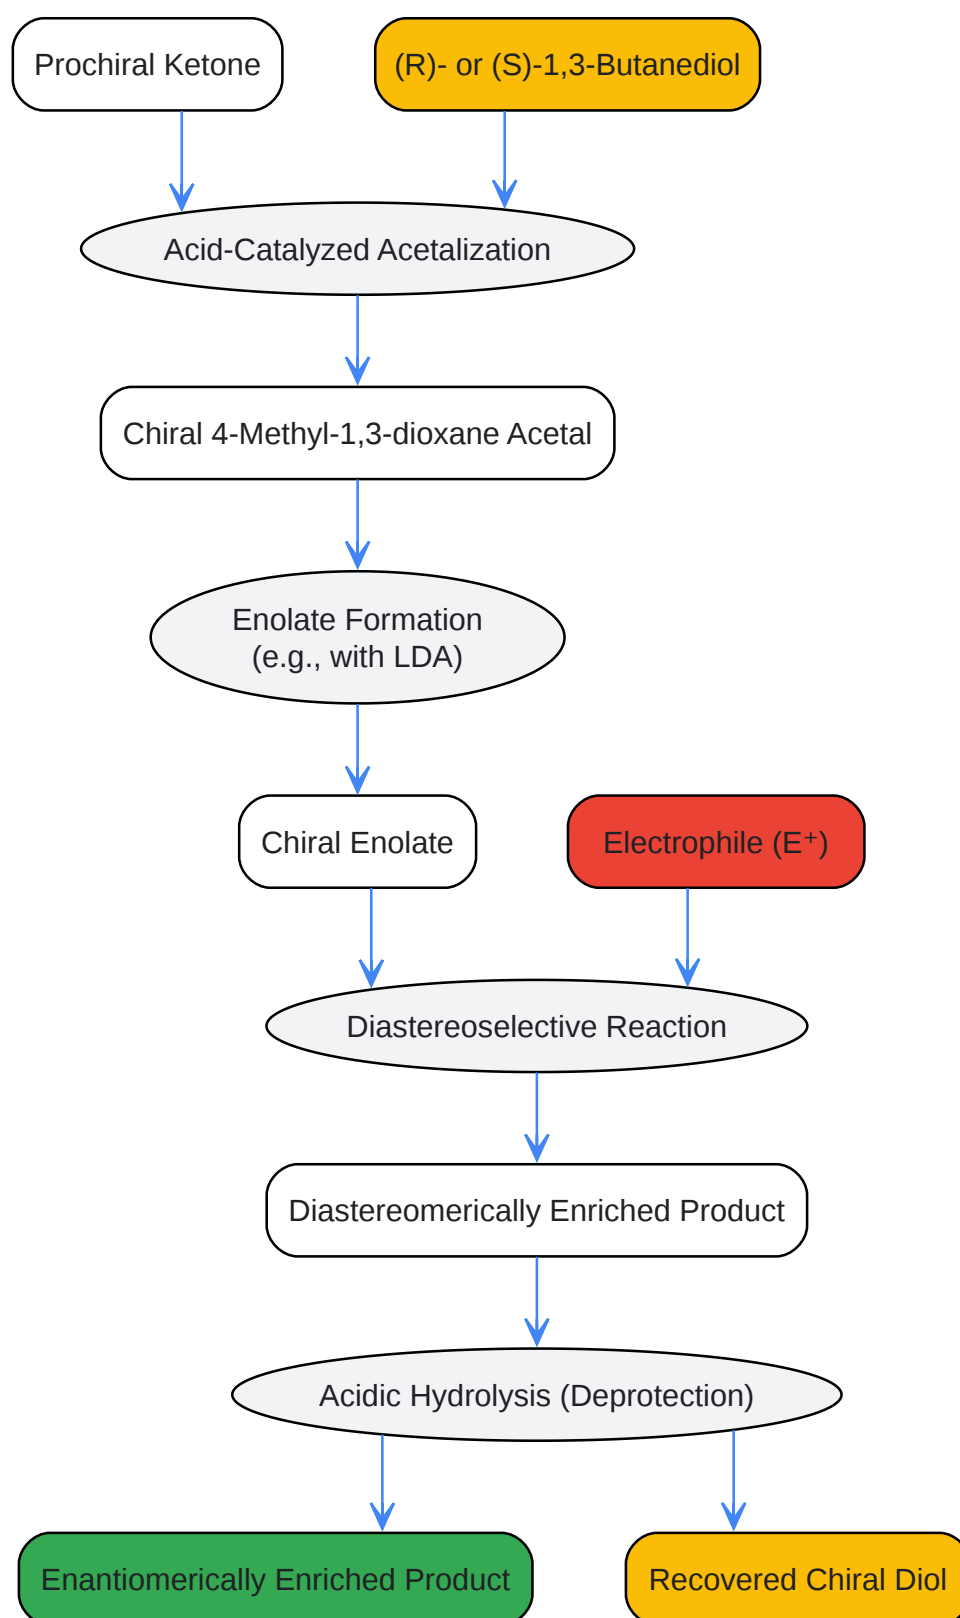 Prochiral Ketone
(R)- or (S)-1,3-Butanediol
Acid-Catalyzed Acetalization
Chiral 4-Methyl-1,3-dioxane Acetal
Enolate Formation
(e.g., with LDA)
Chiral Enolate
Electrophile (E⁺)
Diastereoselective Reaction
Diastereomerically Enriched Product
Acidic Hydrolysis (Deprotection)
Enantiomerically Enriched Product
Recovered Chiral Diol